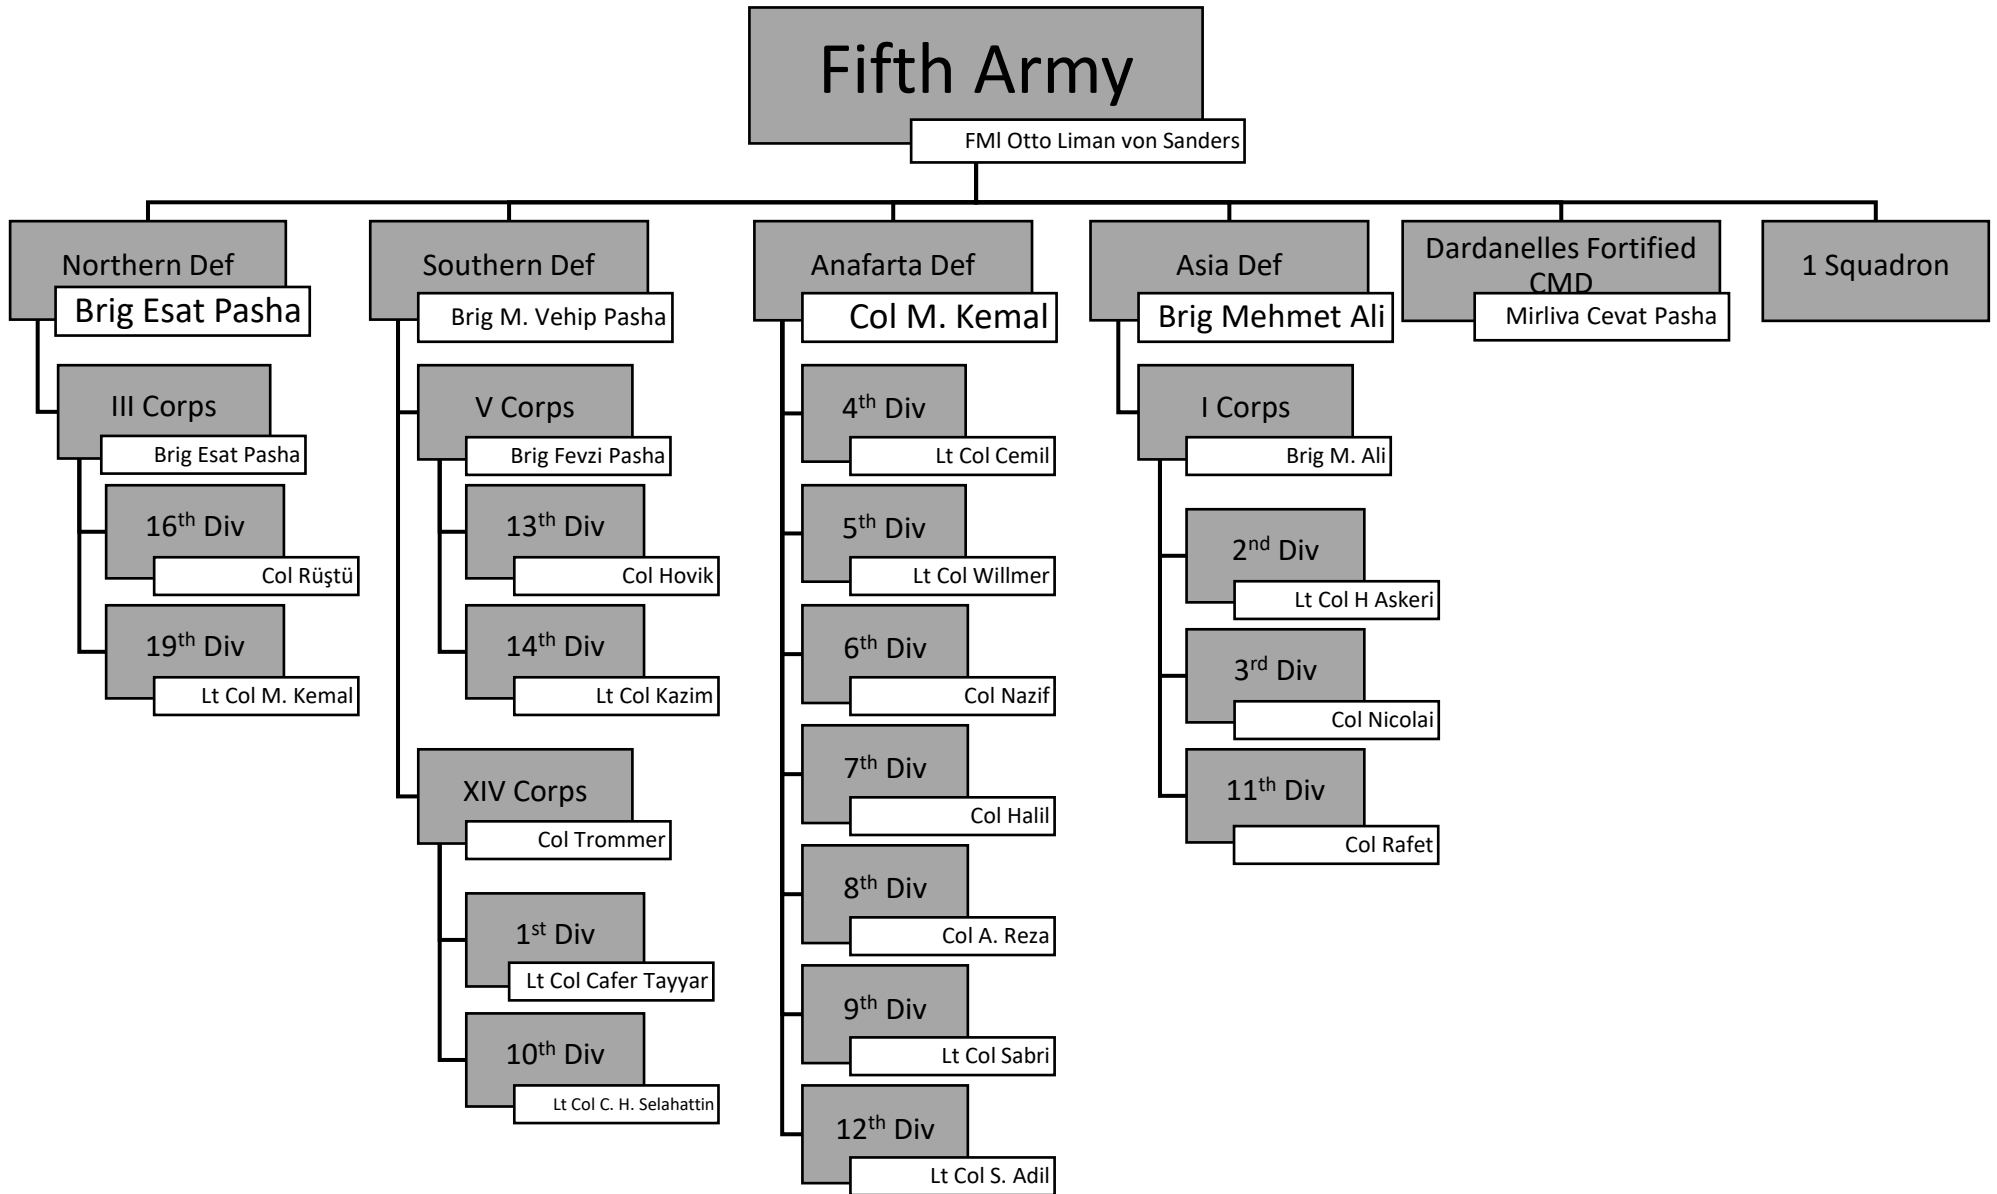 Fifth Army
FMl Otto Liman von Sanders
Northern Def
Brig Esat Pasha
III Corps
Brig Esat Pasha
16th Div
Col Rüştü
19th Div
Lt Col M. Kemal
Southern Def
Brig M. Vehip Pasha
V Corps
Brig Fevzi Pasha
13th Div
Col Hovik
14th Div
Lt Col Kazim
XIV Corps
Col Trommer
1st Div
Lt Col Cafer Tayyar
10th Div
Lt Col C. H. Selahattin
Anafarta Def
Col M. Kemal
4th Div
Lt Col Cemil
5th Div
Lt Col Willmer
6th Div
Col Nazif
7th Div
Col Halil
8th Div
Col A. Reza
9th Div
Lt Col Sabri
12th Div
Lt Col S. Adil
Asia Def
Brig Mehmet Ali
I Corps
Brig M. Ali
2nd Div
Lt Col H Askeri
3rd Div
Col Nicolai
11th Div
Col Rafet
Dardanelles Fortified
CMD
Mirliva Cevat Pasha
1 Squadron